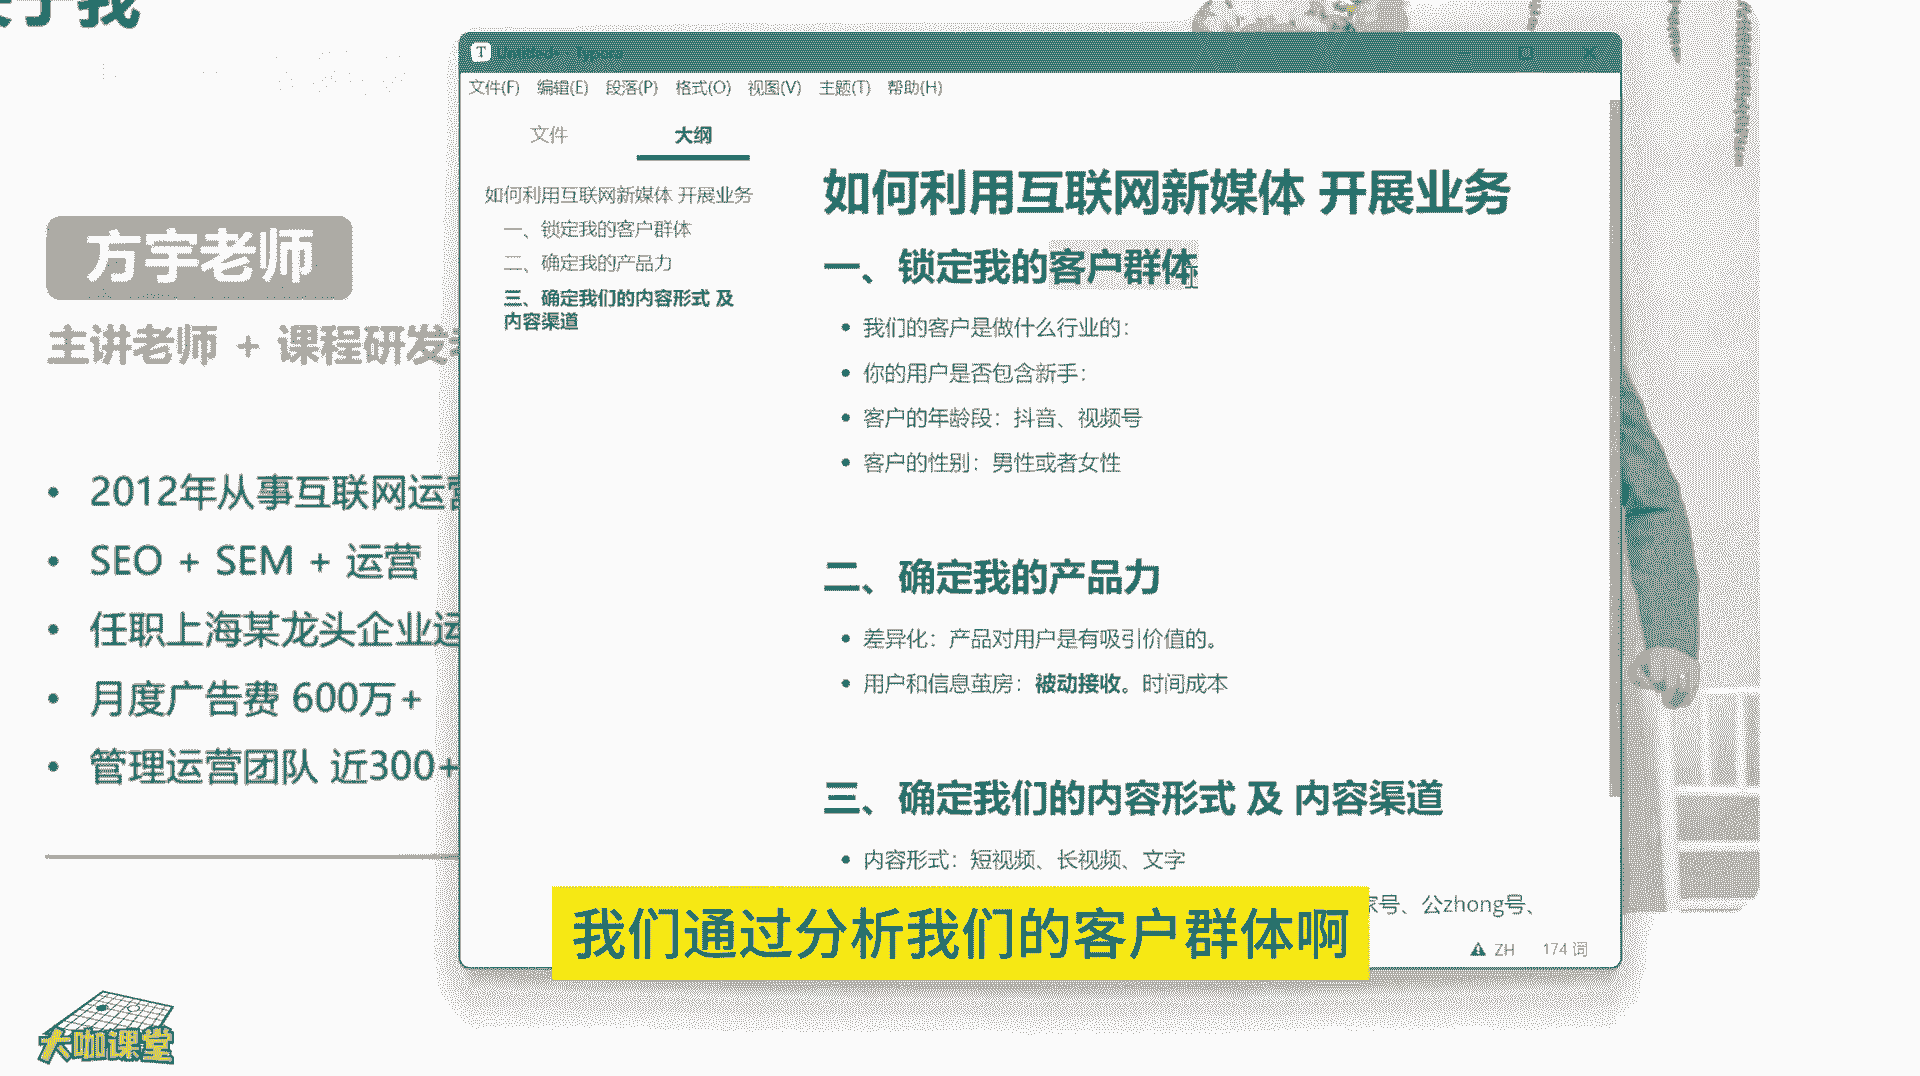 于我
Untitled - Typora
文件(F) 编辑(E) 段落(P) 格式(O) 视图(V) 主题(T) 帮助(H)
文件 大纲
如何利用互联网新媒体 开展业务
一、锁定我的客户群体
二、确定我的产品力
三、确定我们的内容形式 及
内容渠道
如何利用互联网新媒体 开展业务
一、锁定我的客户群体
我们的客户是做什么行业的：
你的用户是否包含新手：
客户的年龄段：抖音、视频号
客户的性别：男性或者女性
二、确定我的产品力
差异化：产品对用户是有吸引价值的。
用户和信息茧房：被动接收。时间成本
三、确定我们的内容形式 及 内容渠道
内容形式：短视频、长视频、文字
家号、公zhong号、
ZH 174 词
方宇老师
主讲老师 + 课程研发
2012年从事互联网运营
SEO + SEM + 运营
任职上海某龙头企业运
月度广告费 600万+
管理运营团队 近300+
我们通过分析我们的客户群体啊
大咖课堂